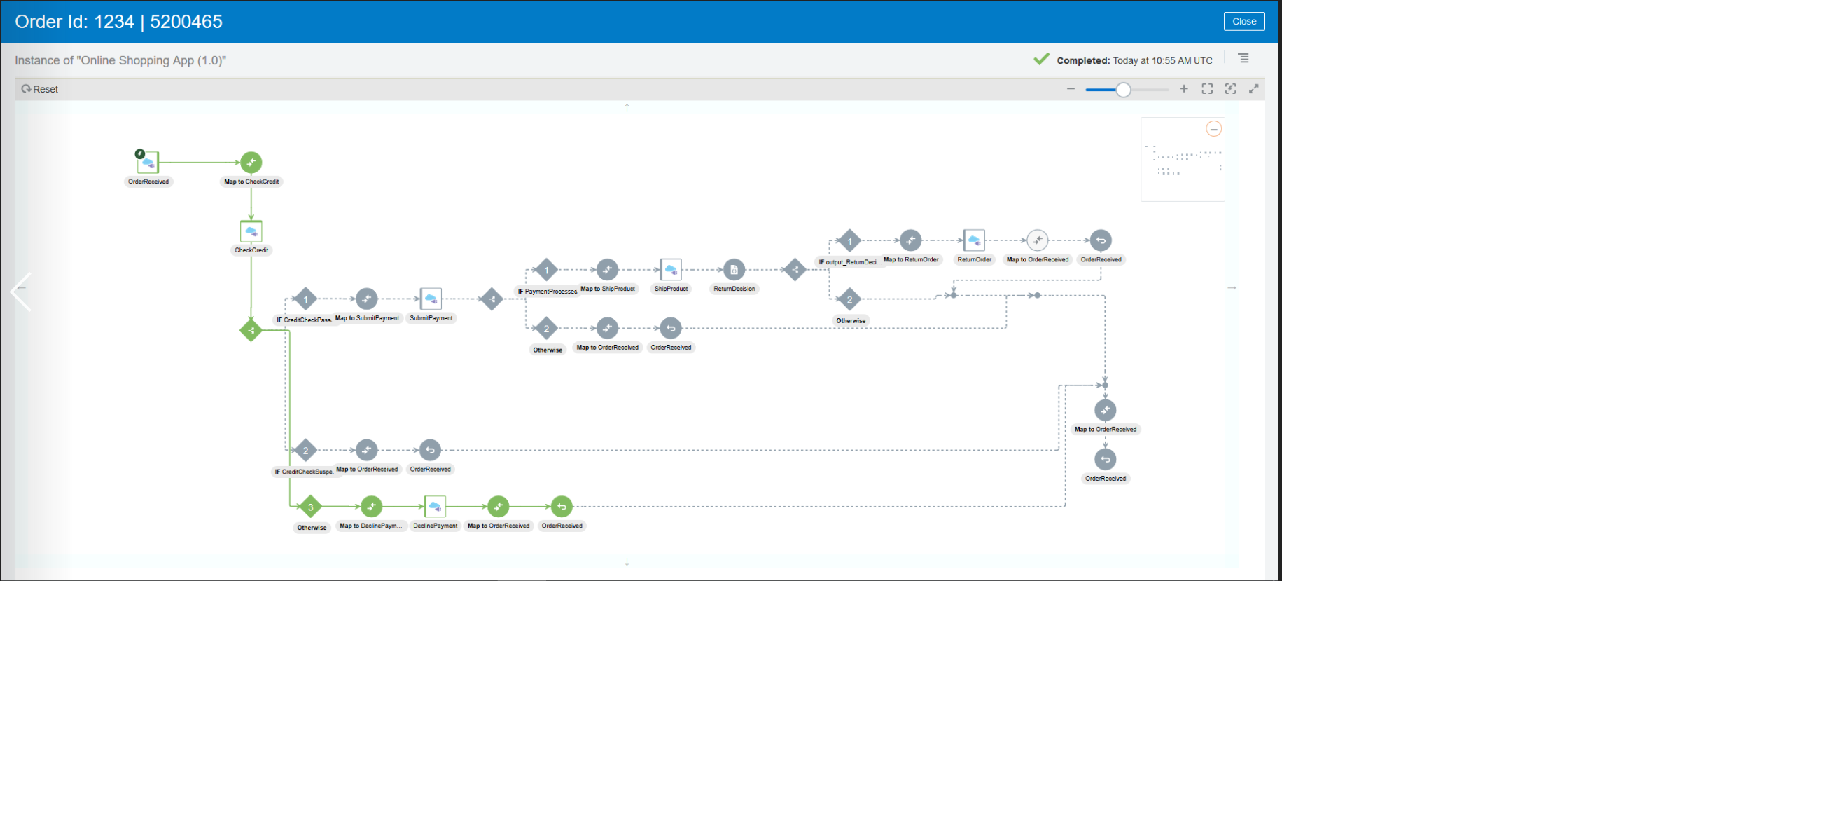 Order Id: 1234 | 5200465
Close
Instance of "Online Shopping App (1.0)"
Completed: Today at 10:55 AM UTC
Reset
OrderReceived
Map to CheckCredit
CheckCredit
1
IF output_ReturnDeci...
Map to ReturnOrder
ReturnOrder
Map to OrderReceived
OrderReceived
1
IF PaymentProcesses...
Map to ShipProduct
ShipProduct
ReturnDecision
2
Otherwise
1
IF CreditCheckPass...
Map to SubmitPayment
SubmitPayment
2
Otherwise
Map to OrderReceived
OrderReceived
Map to OrderReceived
OrderReceived
2
IF CreditCheckSuspe...
Map to OrderReceived
OrderReceived
3
Otherwise
Map to DeclinePaym...
DeclinePayment
Map to OrderReceived
OrderReceived